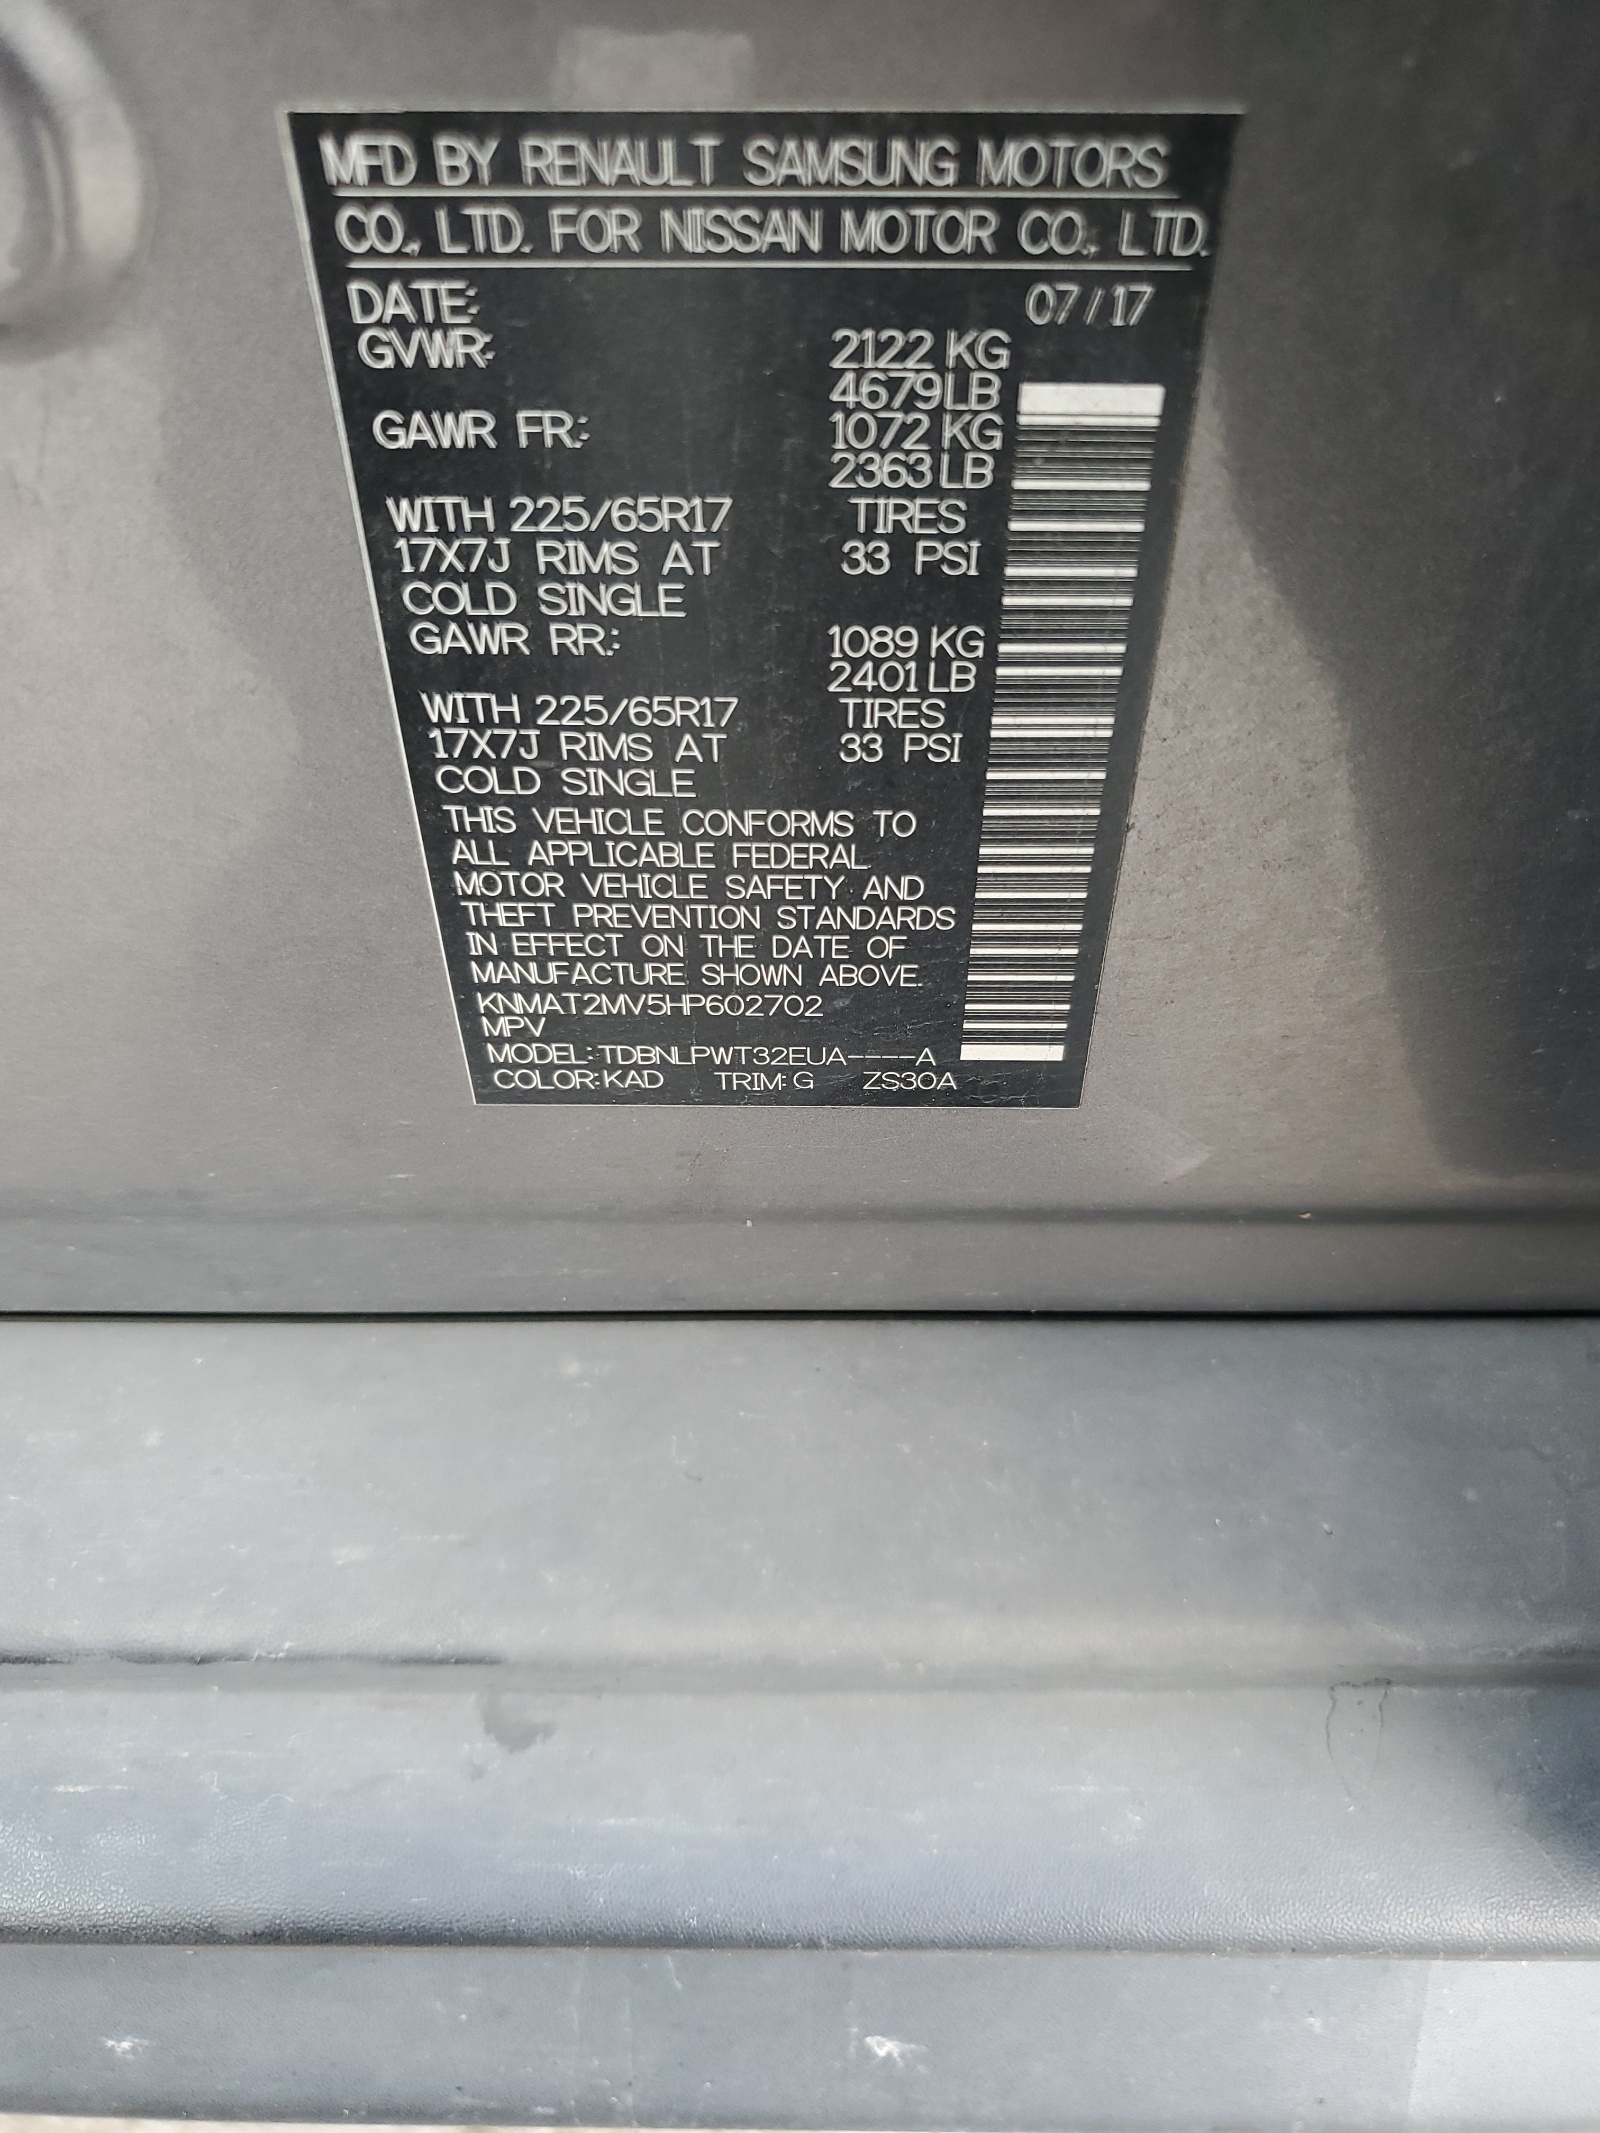 MFD BY RENAULT SAMSUNG MOTORS
CO., LTD. FOR NISSAN MOTOR CO., LTD.
DATE: 07/17
GVWR: 2122 KG
4679 LB
GAWR FR.: 1072 KG
2363 LB
WITH 225/65R17 TIRES
17X7J RIMS AT 33 PSI
COLD SINGLE
GAWR RR.: 1089 KG
2401 LB
WITH 225/65R17 TIRES
17X7J RIMS AT 33 PSI
COLD SINGLE
THIS VEHICLE CONFORMS TO
ALL APPLICABLE FEDERAL
MOTOR VEHICLE SAFETY AND
THEFT PREVENTION STANDARDS
IN EFFECT ON THE DATE OF
MANUFACTURE SHOWN ABOVE.
KNMAT2MV5HP602702
MPV
MODEL: TDBNLPWT32EUA----A
COLOR: KAD TRIM: G ZS30A